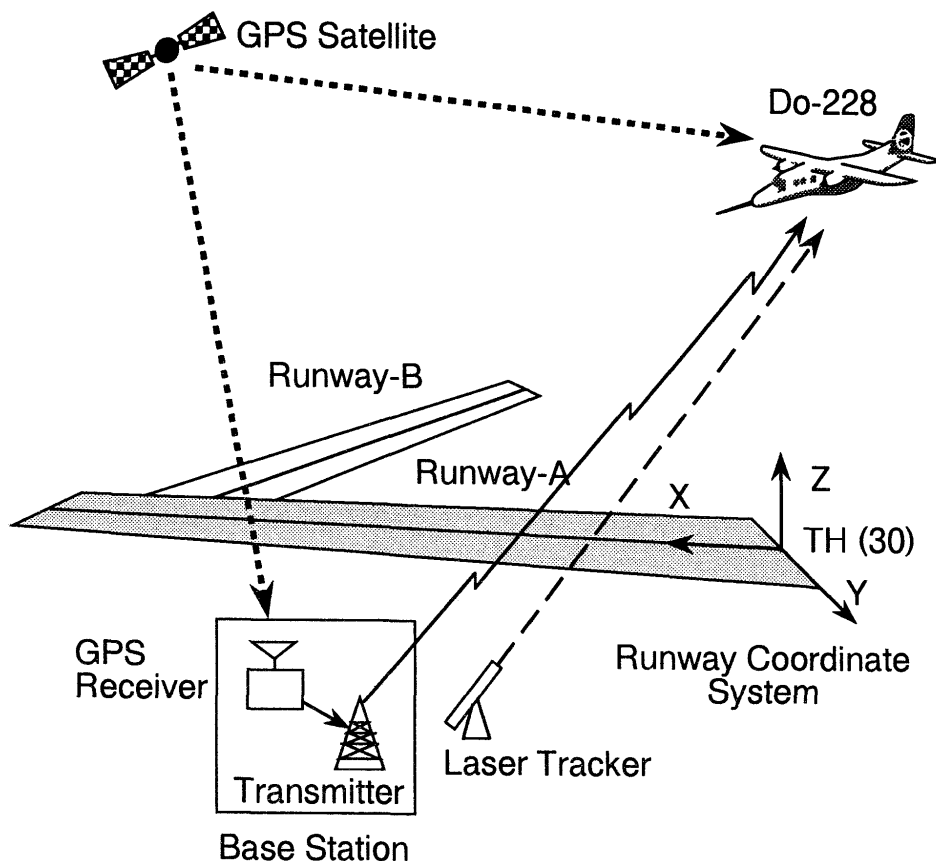 GPS Satellite
Do-228
Runway-B
Runway-A
X
Z
TH (30)
Y
GPS
Receiver
Runway Coordinate
System
Laser Tracker
Transmitter
Base Station